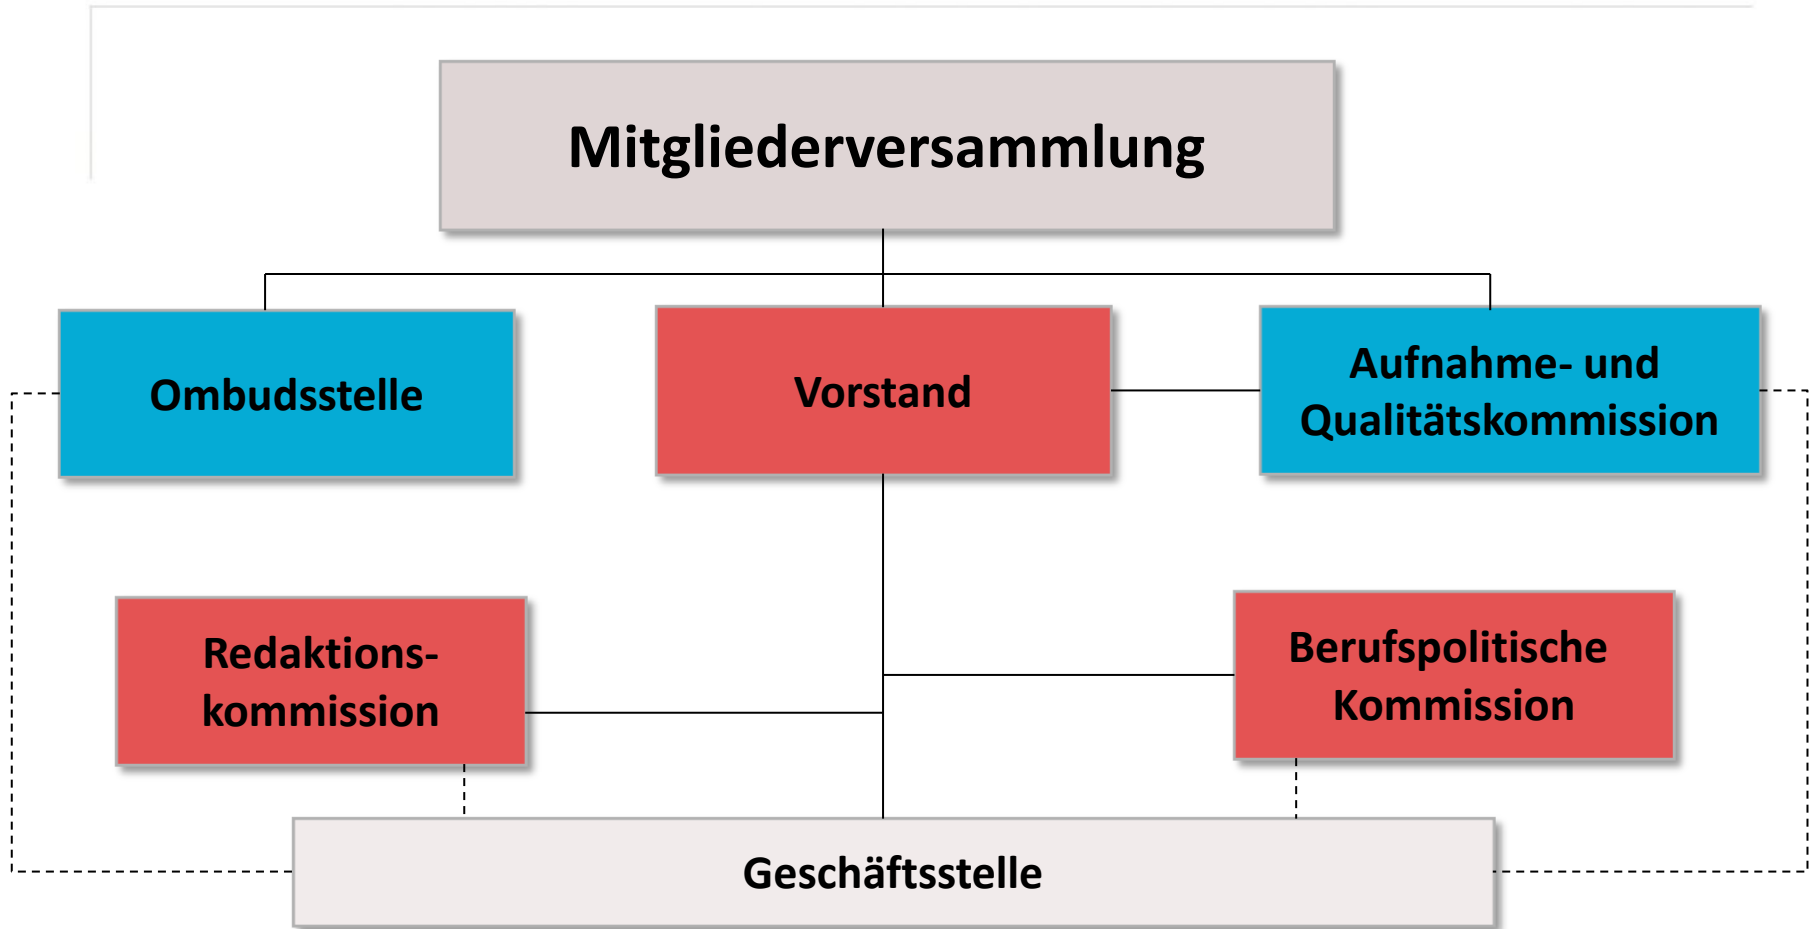 Mitgliederversammlung
Ombudsstelle
Vorstand
Aufnahme- und
Qualitätskommission
Redaktions-
kommission
Berufspolitische
Kommission
Geschäftsstelle